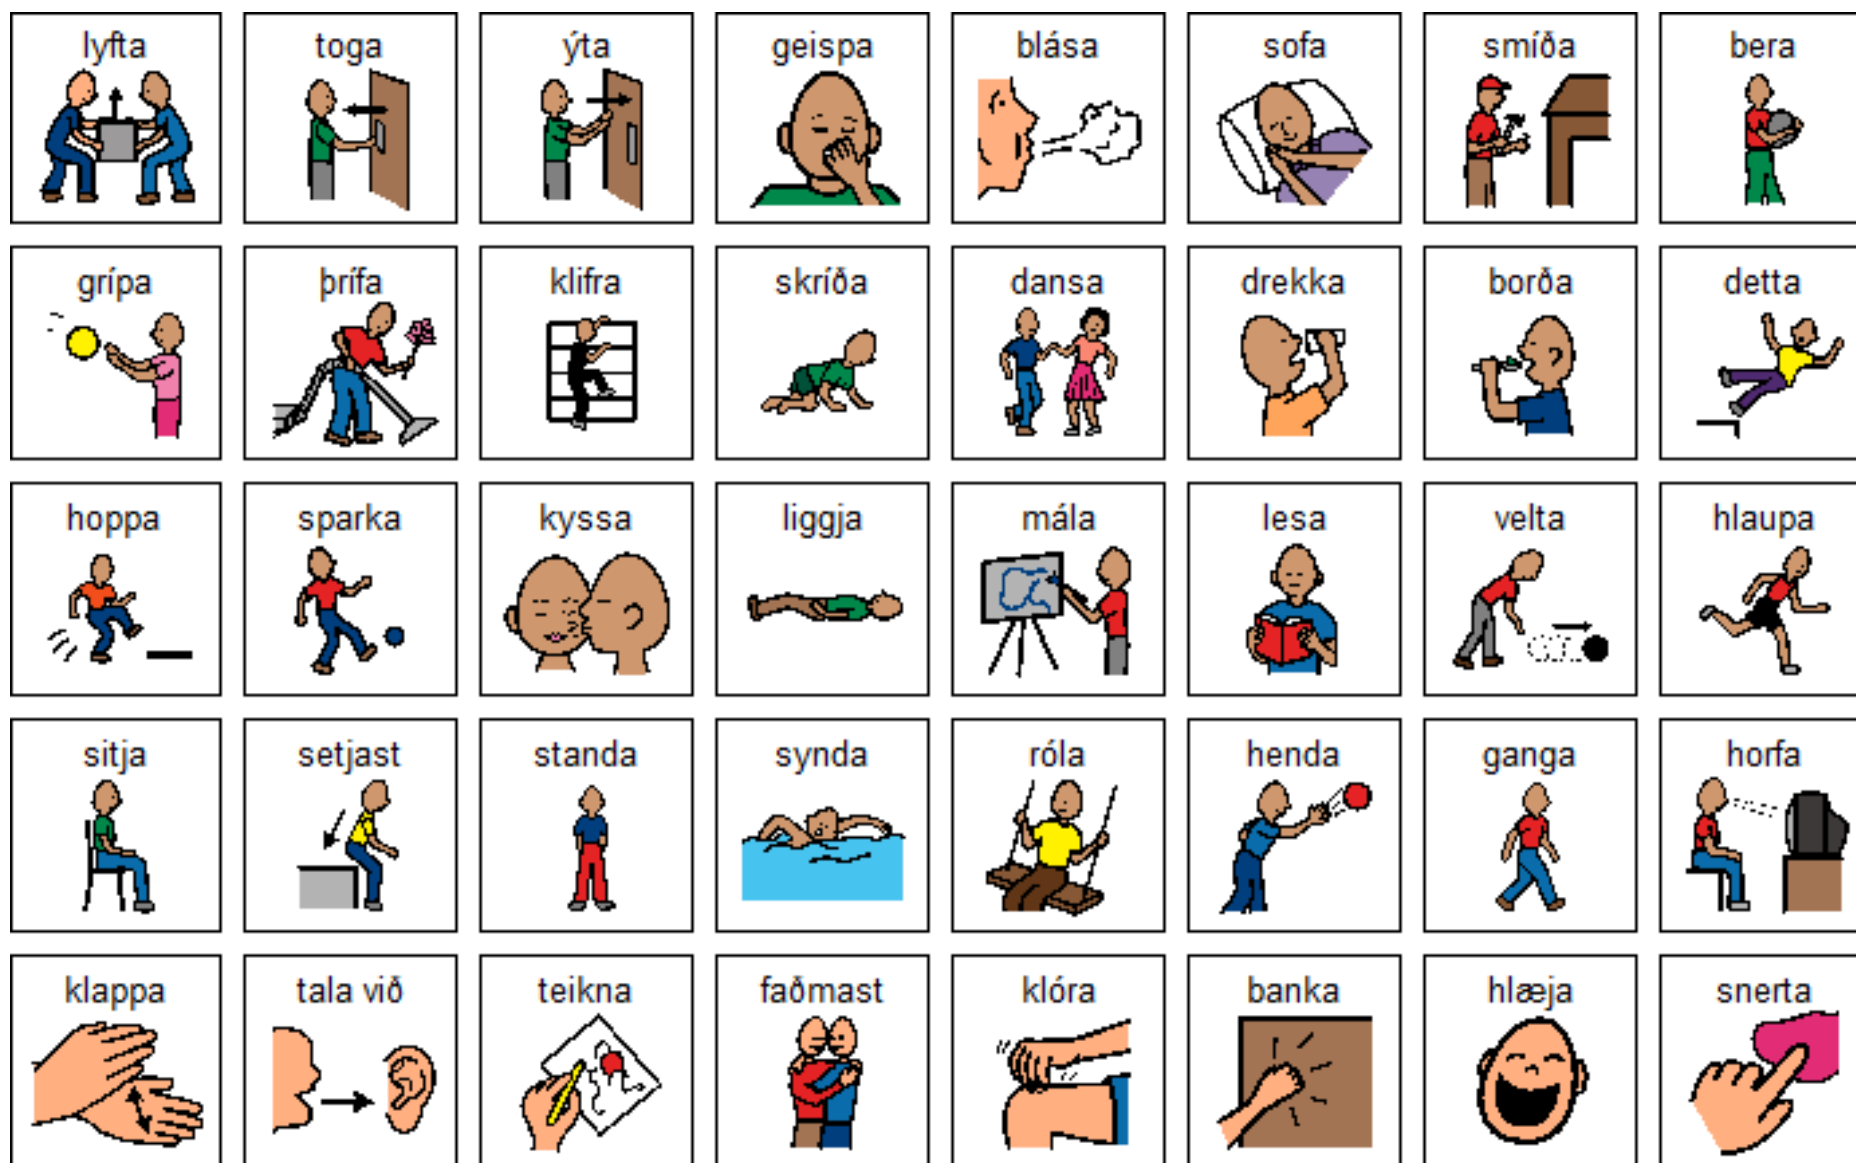 lyfta toga ýta geispa blása sofa smíða bera
grípa þrífa klifra skríða dansa drekka borða detta
hoppa sparka kyssa liggja mála lesa velta hlaupa
sitja setjast standa synda róla henda ganga horfa
klappa tala við teikna faðmast klóra banka hlæja snerta